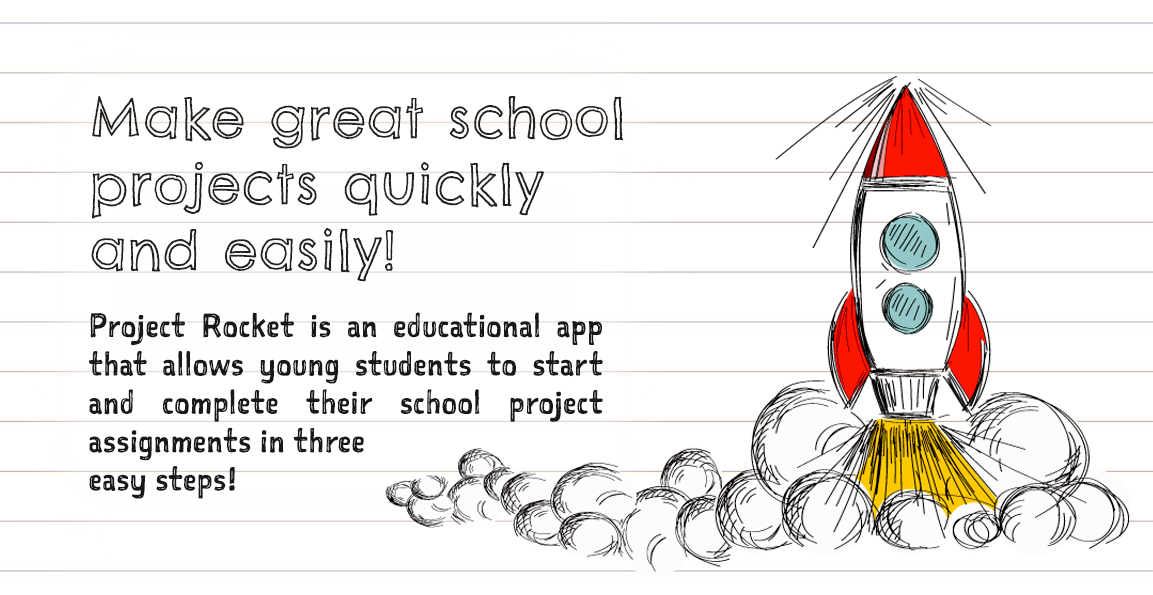 Make great school
projects quickly
and easily!
Project Rocket is an educational app
that allows young students to start
and complete their school project
assignments in three
easy steps!